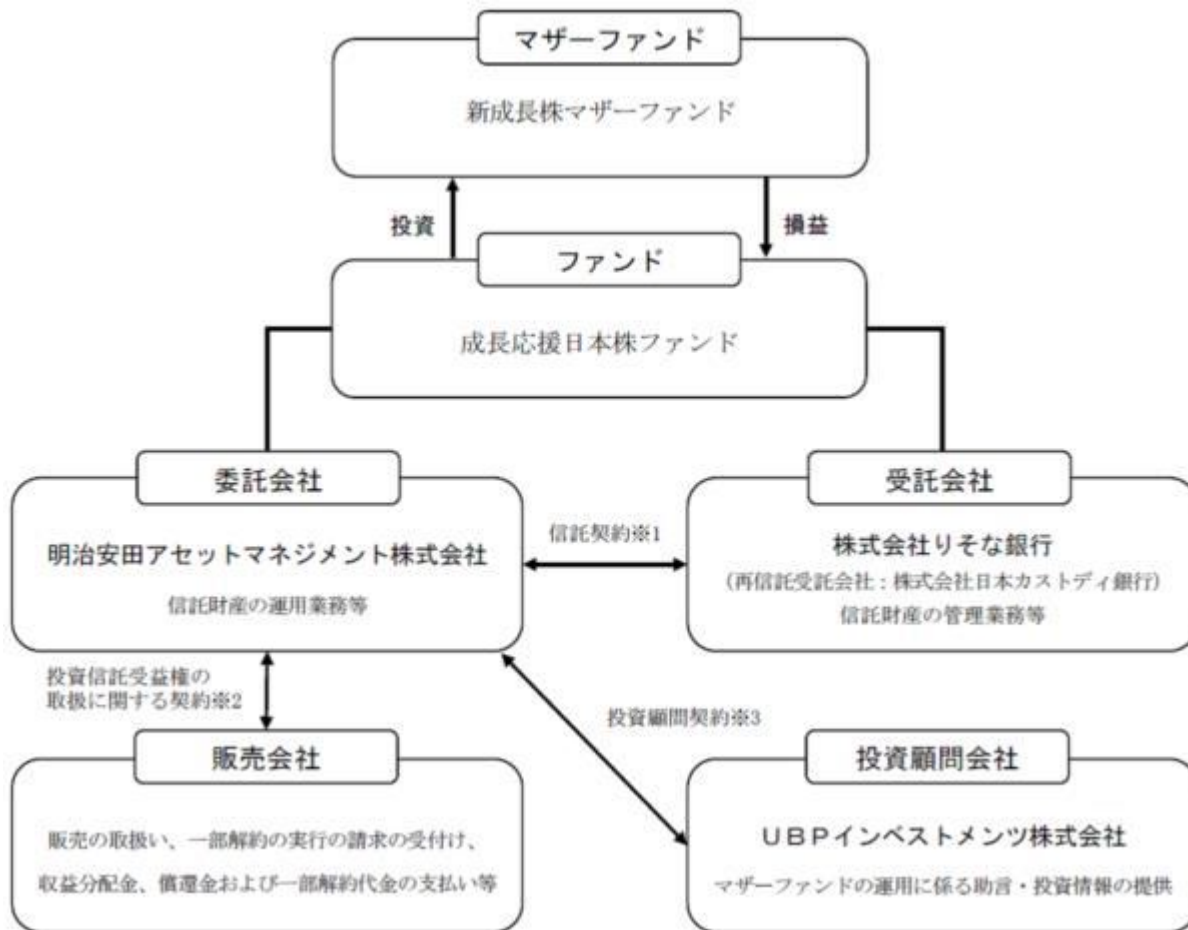 マザーファンド
新成長株マザーファンド
投資
損益
ファンド
成長応援日本株ファンド
委託会社
明治安田アセットマネジメント株式会社
信託財産の運用業務等
信託契約※1
受託会社
株式会社りそな銀行
(再信託受託会社:株式会社日本カストディ銀行)
信託財産の管理業務等
投資信託受益権の
取扱に関する契約※2
投資顧問契約※3
販売会社
販売の取扱い、一部解約の実行の請求の受付け、
収益分配金、償還金および一部解約代金の支払い等
投資顧問会社
UBPインベストメンツ株式会社
マザーファンドの運用に係る助言・投資情報の提供